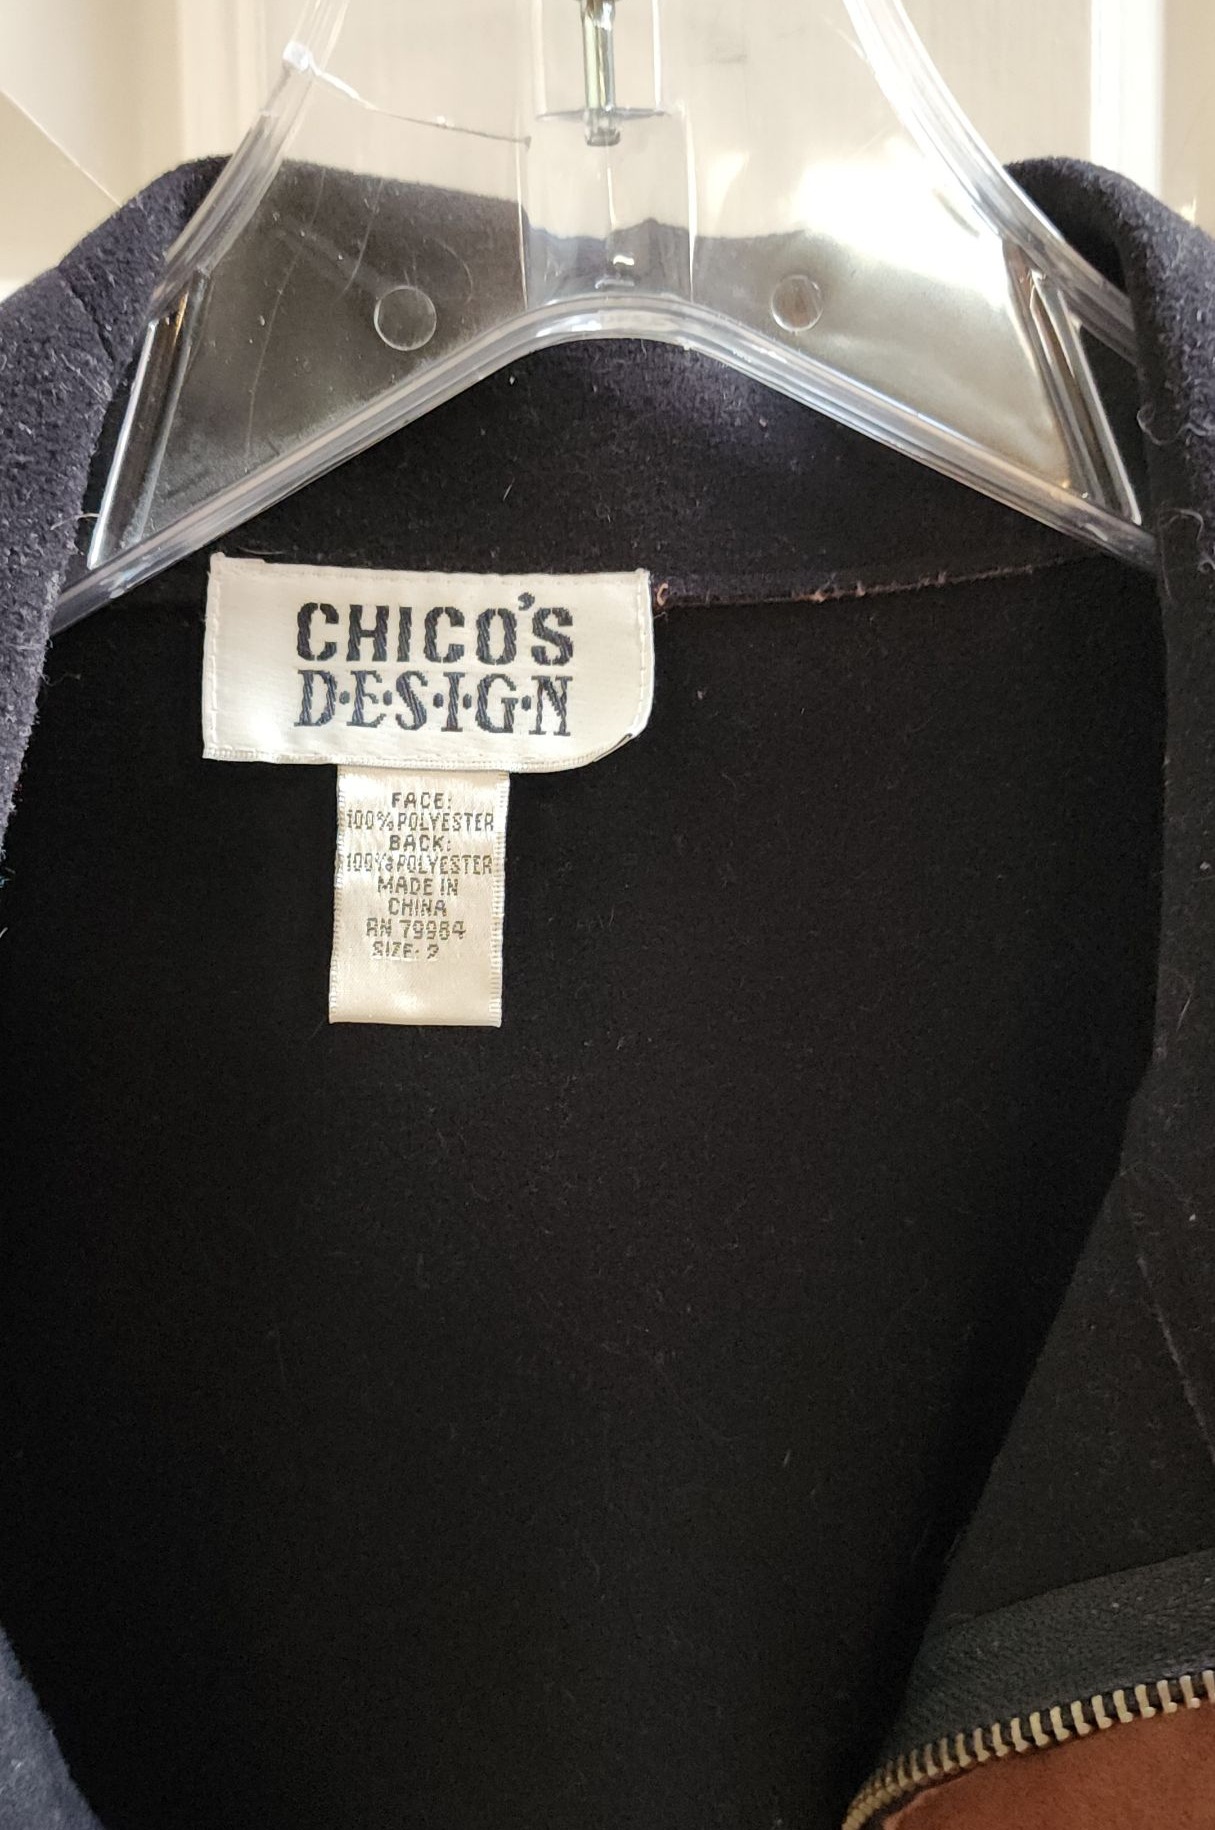 CHICO'S
D·E·S·I·G·N
FACE:
100% POLYESTER
BACK:
100% POLYESTER
MADE IN
CHINA
RN 79984
SIZE: 2